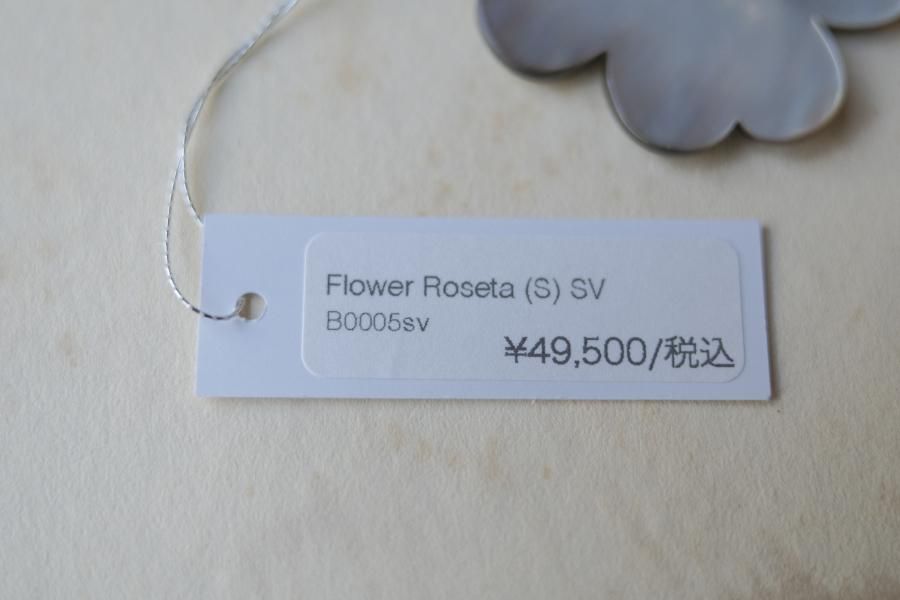 Flower Roseta (S) SV
B0005sv
¥49,500/税込